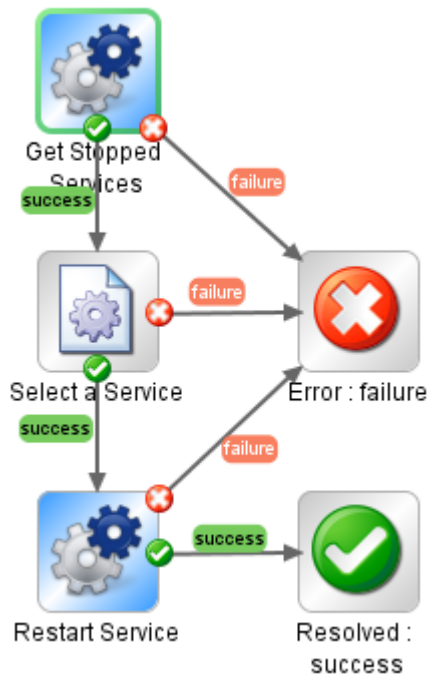 Get Stopped
Services
failure
success
failure
Select a Service
Error : failure
success
failure
success
Restart Service
Resolved :
success